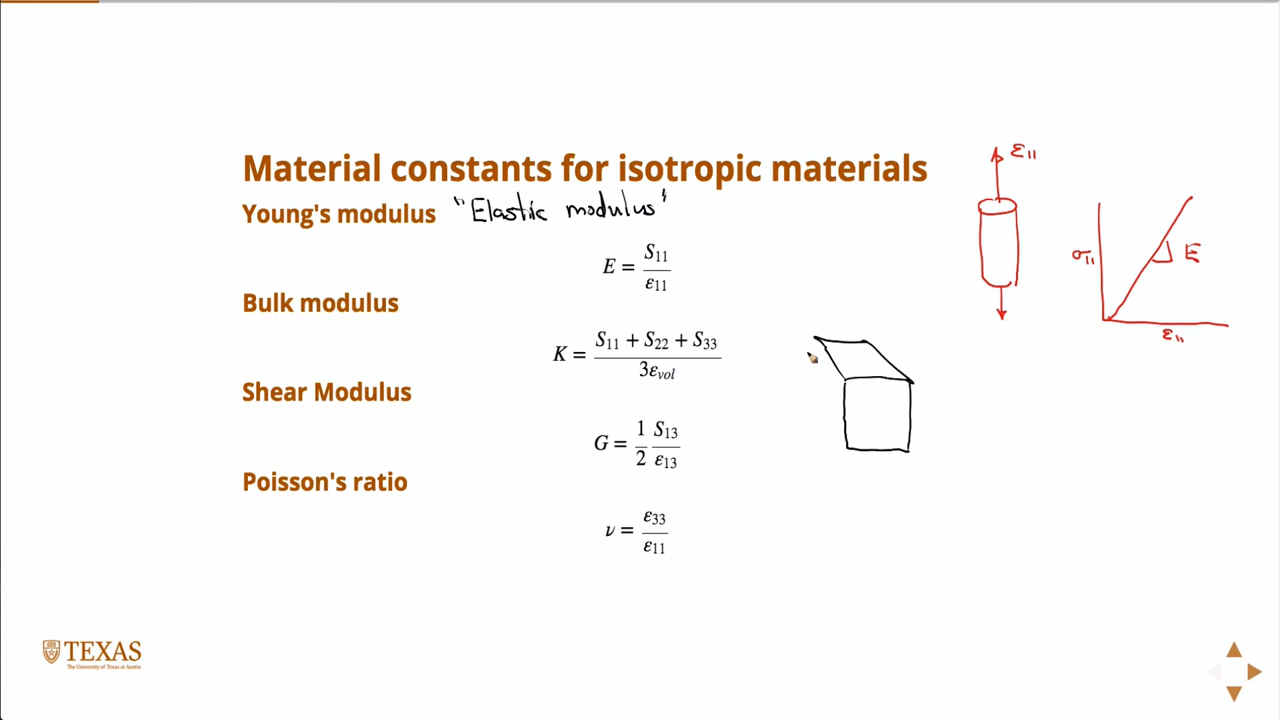 Material constants for isotropic materials
Young's modulus "Elastic modulus"
E = S11 / ε11
Bulk modulus
K = S11 + S22 + S33 / 3εvol
Shear Modulus
G = 1/2 S13/ε13
Poisson's ratio
ν = ε33 / ε11
ε11
σ11
E
ε11
TEXAS
The University of Texas at Austin